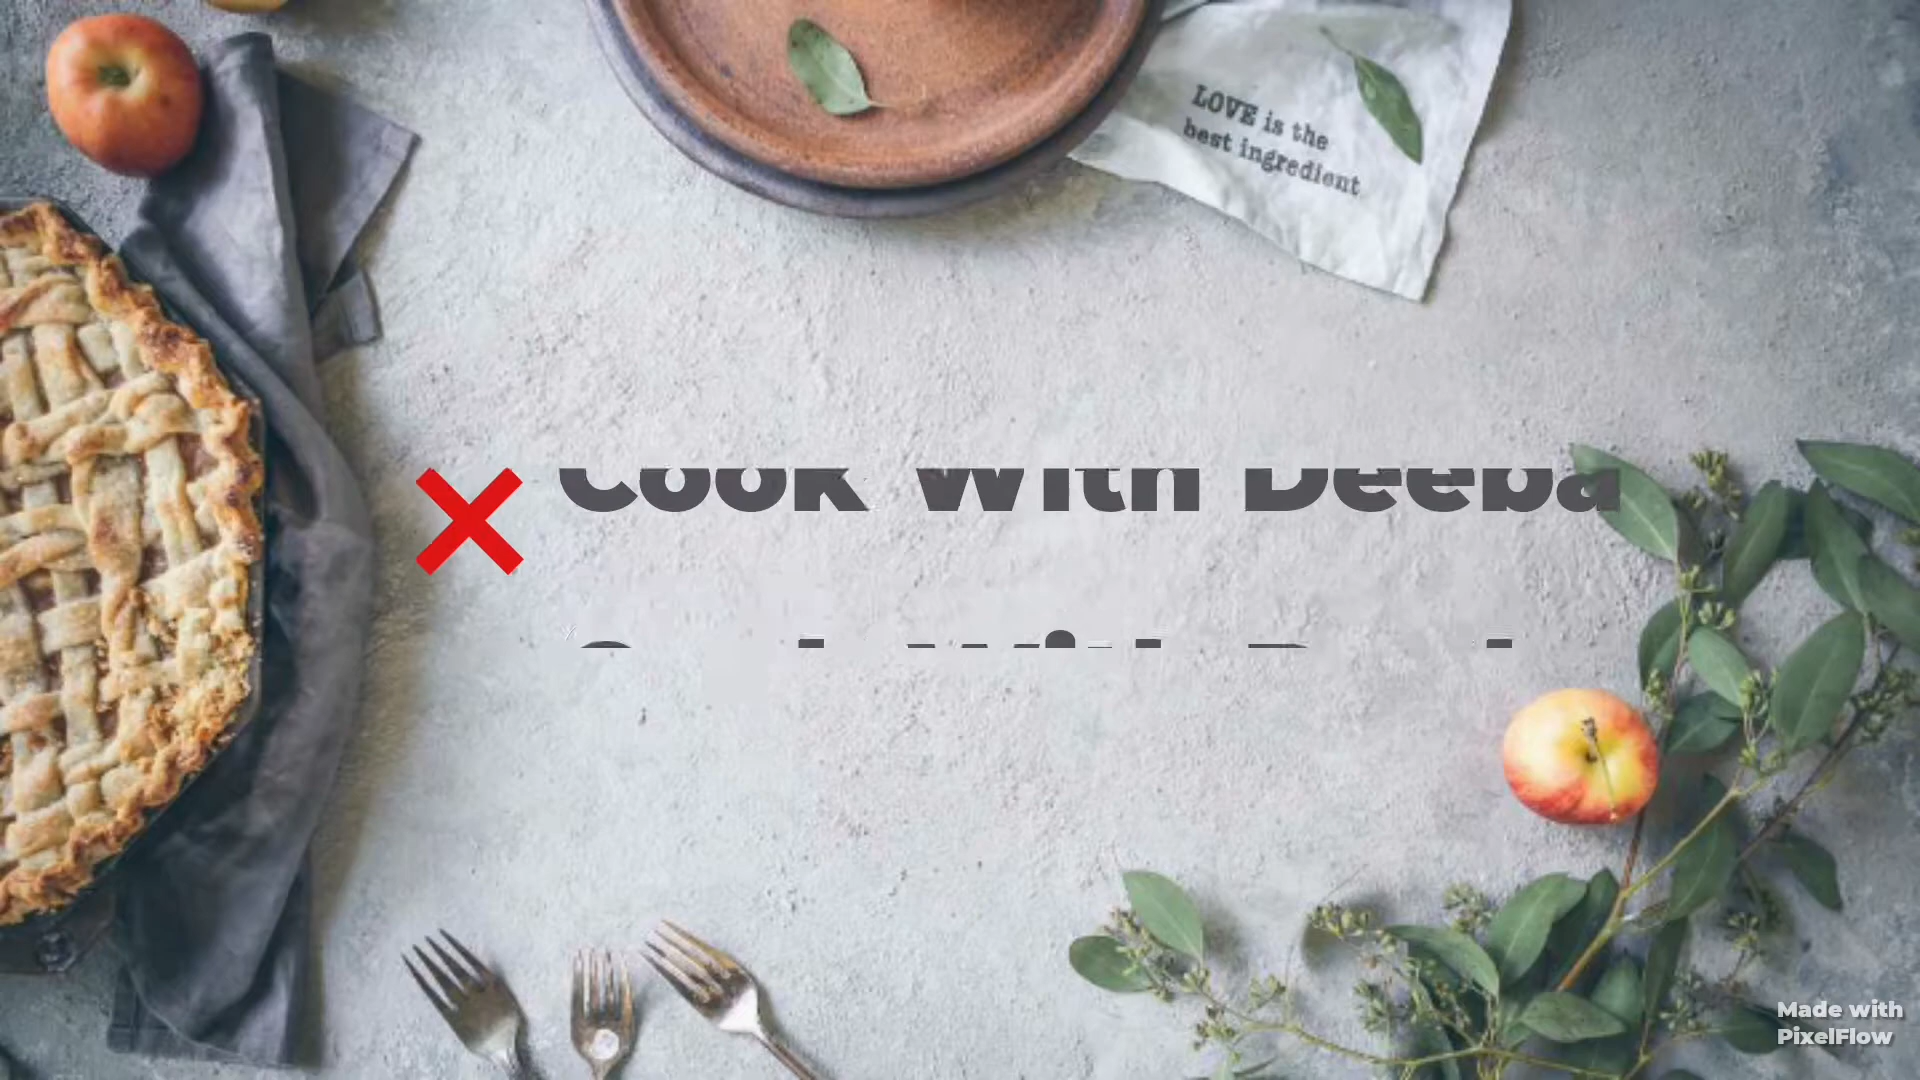 LOVE is the
best ingredient
Cook With Deeba
Made with
PixelFlow